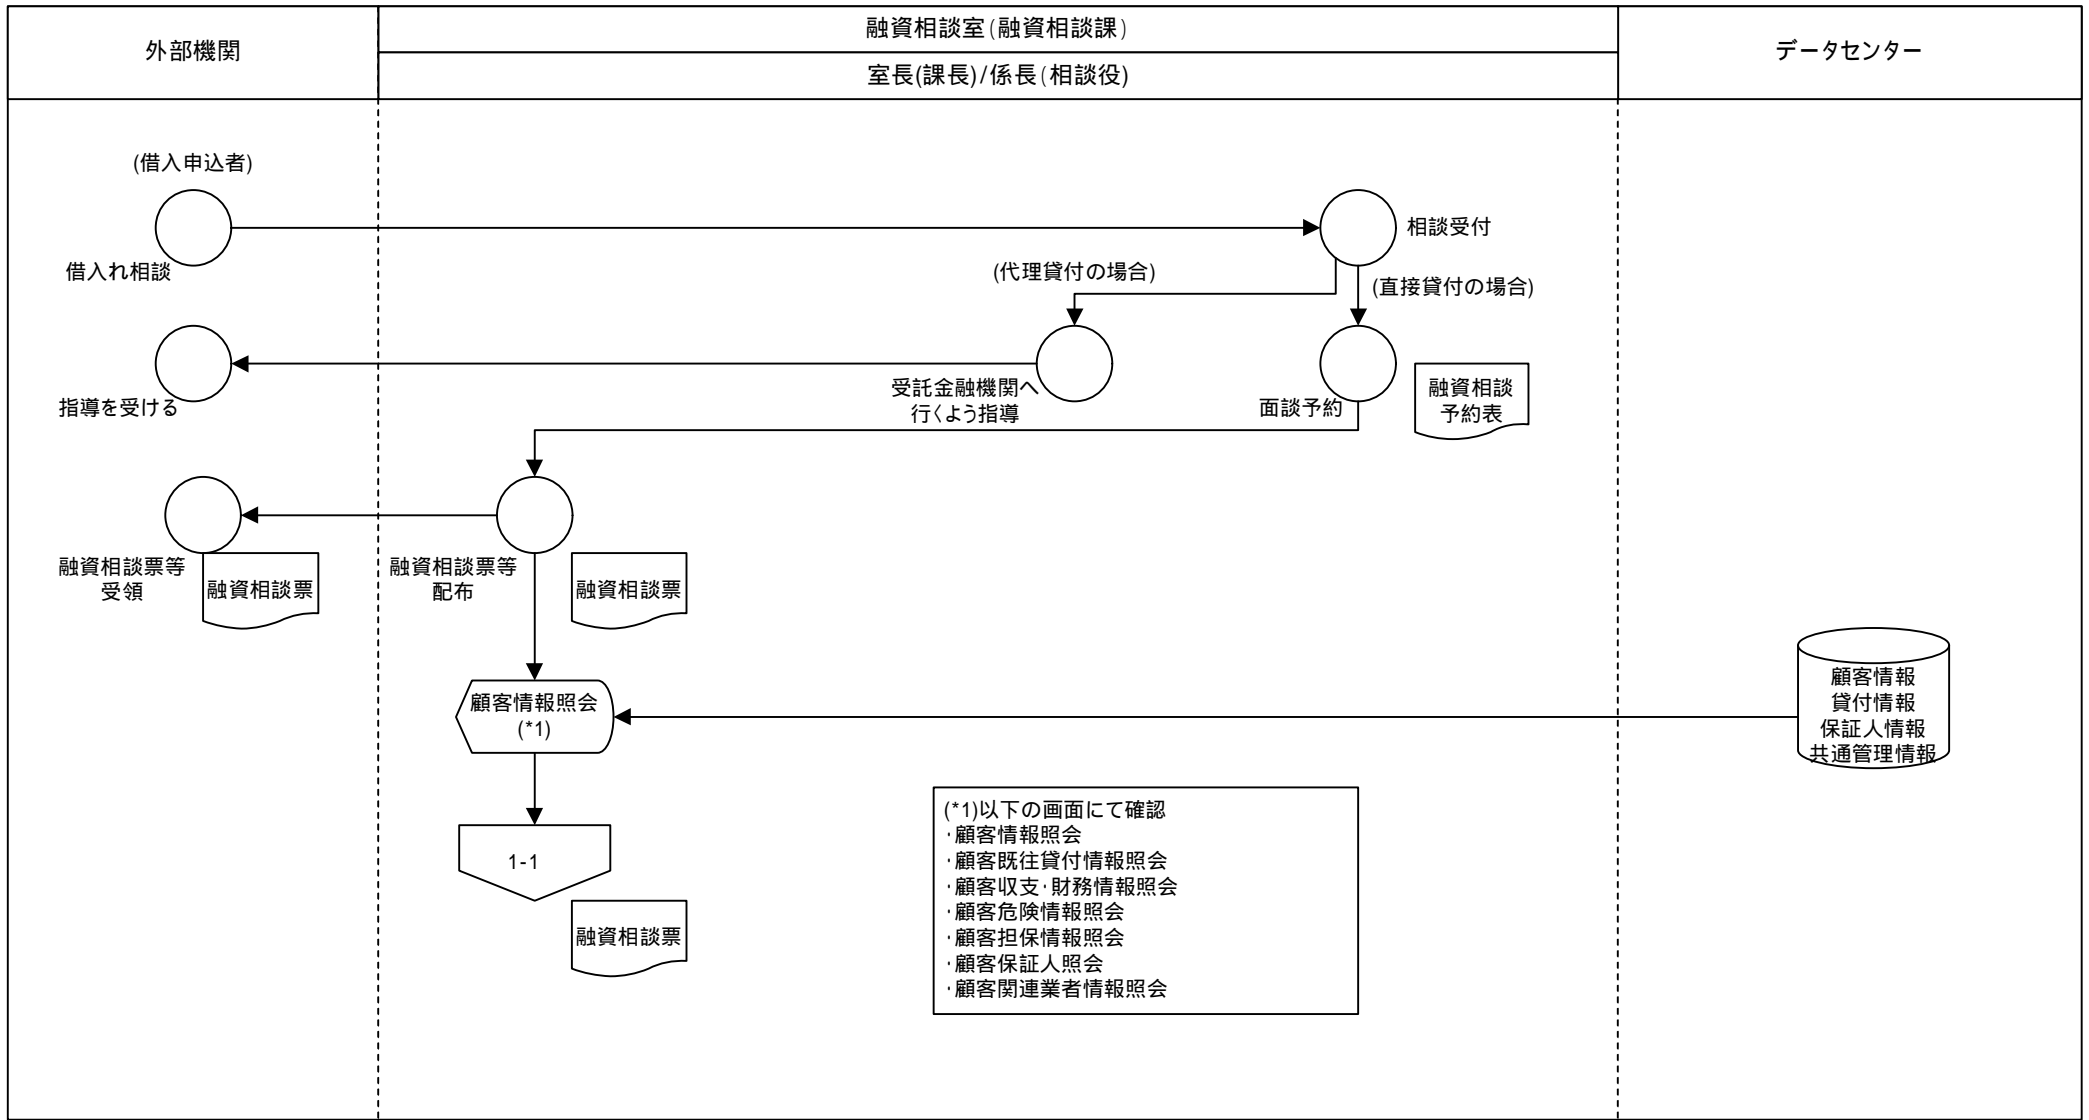 外部機関
融資相談室(融資相談課)
室長(課長)/係長(相談役)
データセンター
(借入申込者)
借入れ相談
相談受付
(代理貸付の場合)
(直接貸付の場合)
指導を受ける
受託金融機関へ
行くよう指導
面談予約
融資相談
予約表
融資相談票等
受領
融資相談票
融資相談票等
配布
融資相談票
顧客情報照会
(*1)
顧客情報
貸付情報
保証人情報
共通管理情報
1-1
融資相談票
(*1)以下の画面にて確認
・顧客情報照会
・顧客既往貸付情報照会
・顧客収支・財務情報照会
・顧客危険情報照会
・顧客担保情報照会
・顧客保証人照会
・顧客関連業者情報照会